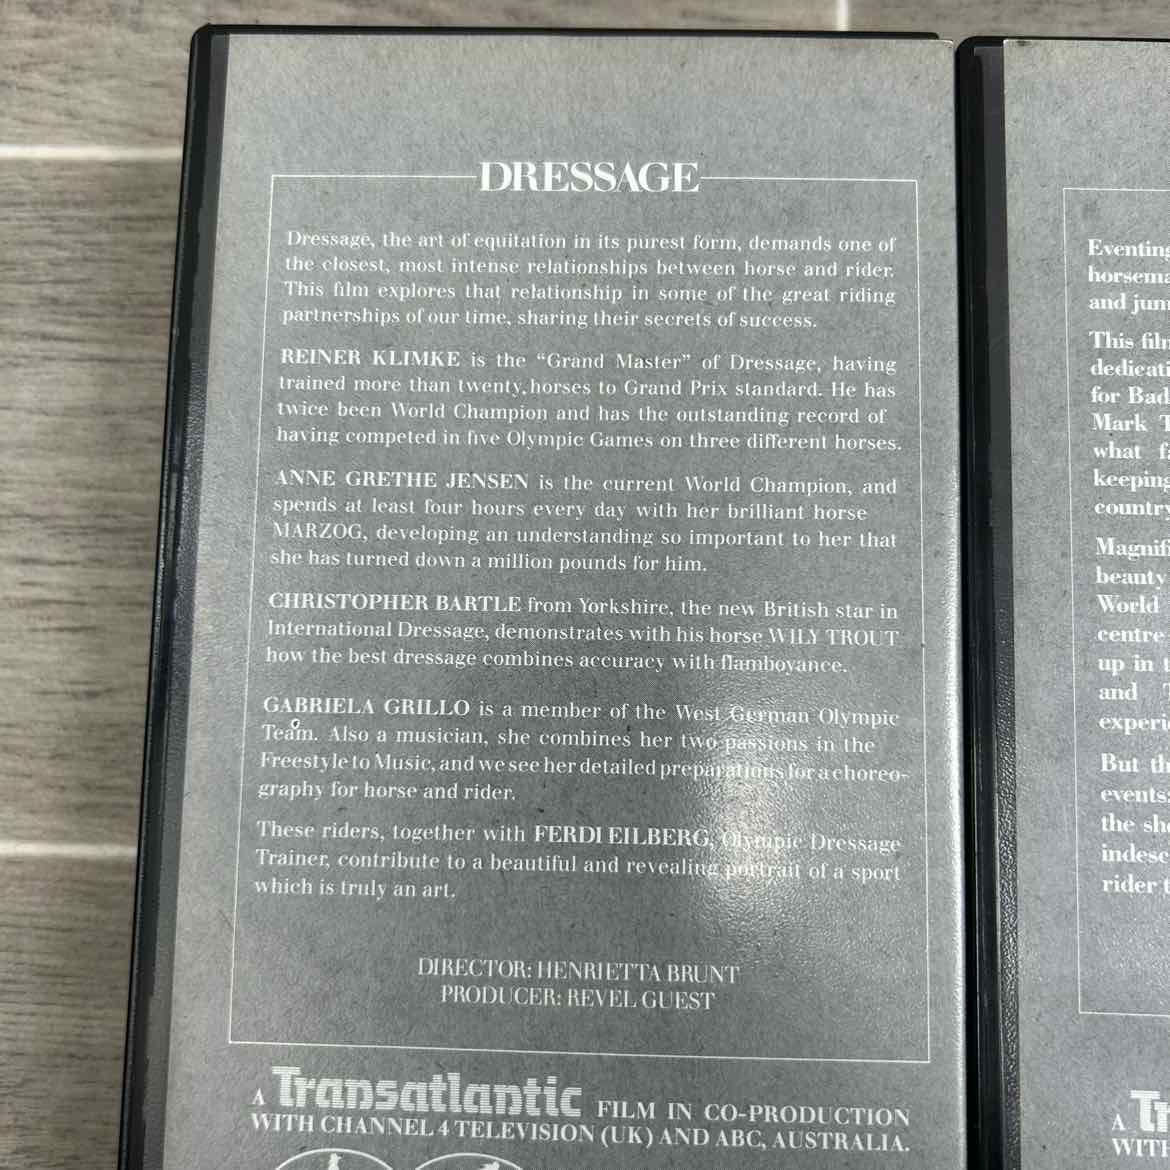 DRESSAGE
Dressage, the art of equitation in its purest form, demands one of
the closest, most intense relationships between horse and rider.
This film explores that relationship in some of the great riding
partnerships of our time, sharing their secrets of success.
REINER KLIMKE is the “Grand Master” of Dressage, having
trained more than twenty, horses to Grand Prix standard. He has
twice been World Champion and has the outstanding record of
having competed in five Olympic Games on three different horses.
ANNE GRETHE JENSEN is the current World Champion, and
spends at least four hours every day with her brilliant horse
MARZOG, developing an understanding so important to her that
she has turned down a million pounds for him.
CHRISTOPHER BARTLE from Yorkshire, the new British star in
International Dressage, demonstrates with his horse WILY TROUT
how the best dressage combines accuracy with flamboyance.
GABRIELA GRILLO is a member of the West German Olympic
Team. Also a musician, she combines her two passions in the
Freestyle to Music, and we see her detailed preparations for a choreo-
graphy for horse and rider.
These riders, together with FERDI EILBERG, Olympic Dressage
Trainer, contribute to a beautiful and revealing portrait of a sport
which is truly an art.
DIRECTOR: HENRIETTA BRUNT
PRODUCER: REVEL GUEST
A Transatlantic FILM IN CO-PRODUCTION
WITH CHANNEL 4 TELEVISION (UK) AND ABC, AUSTRALIA.
Eventing
horsema
and jum
This film
dedicati
for Bad
Mark T
what fa
keeping
country
Magnifi
beauty
World
centre
up in t
and T
experi
But th
events
the sh
indesc
rider t
A Tr
WITH